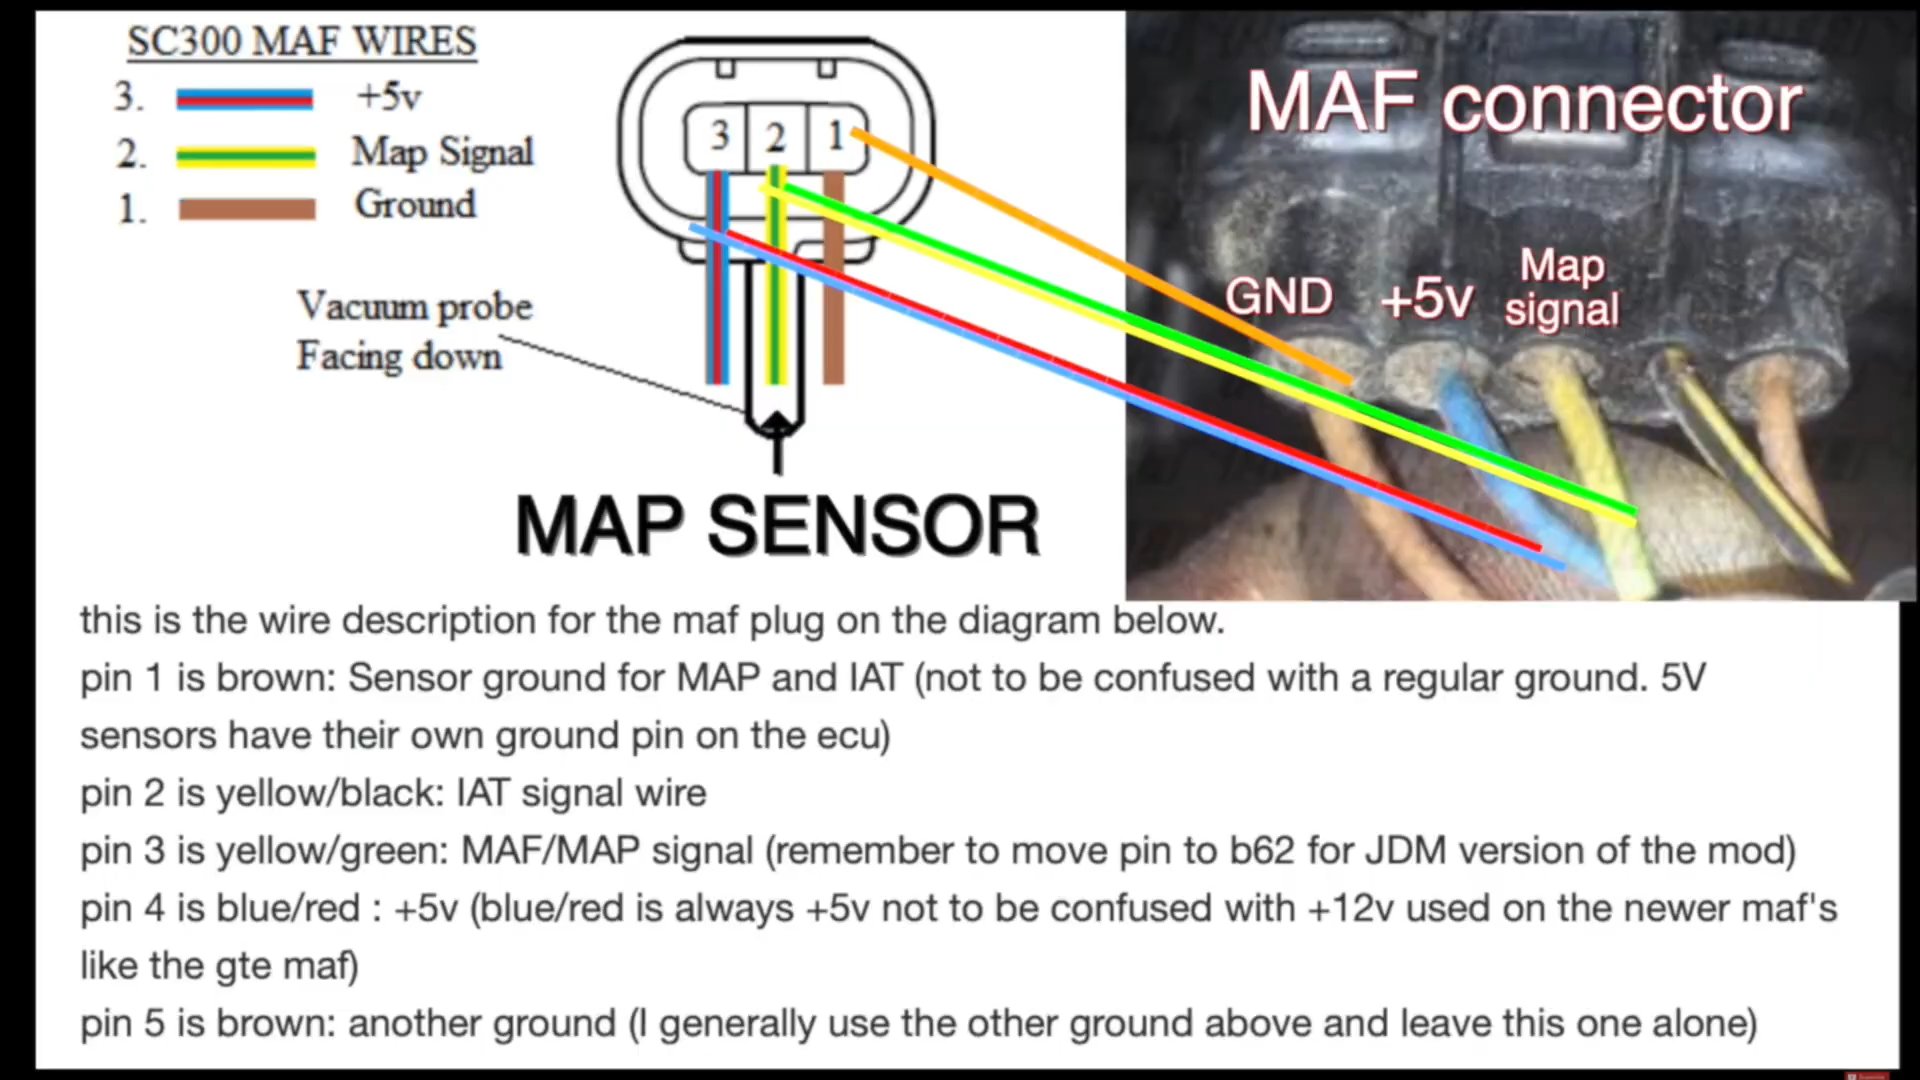 SC300 MAF WIRES
3. +5v
2. Map Signal
1. Ground
3 2 1
Vacuum probe
Facing down
MAP SENSOR
MAF connector
GND +5v Map signal
this is the wire description for the maf plug on the diagram below.
pin 1 is brown: Sensor ground for MAP and IAT (not to be confused with a regular ground. 5V
sensors have their own ground pin on the ecu)
pin 2 is yellow/black: IAT signal wire
pin 3 is yellow/green: MAF/MAP signal (remember to move pin to b62 for JDM version of the mod)
pin 4 is blue/red : +5v (blue/red is always +5v not to be confused with +12v used on the newer maf's
like the gte maf)
pin 5 is brown: another ground (I generally use the other ground above and leave this one alone)